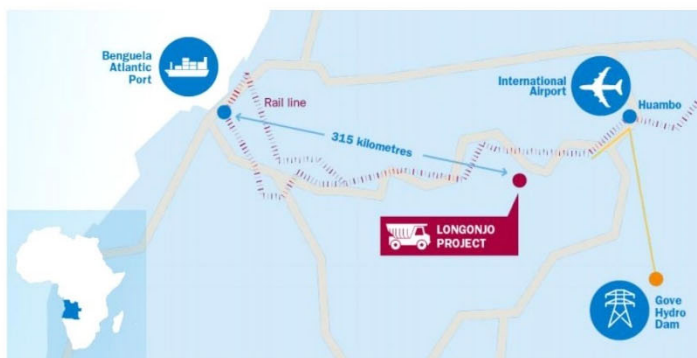 Benguela
Atlantic
Port
Rail line
315 kilometres
International
Airport
Huambo
LONGONJO
PROJECT
Gove
Hydro
Dam